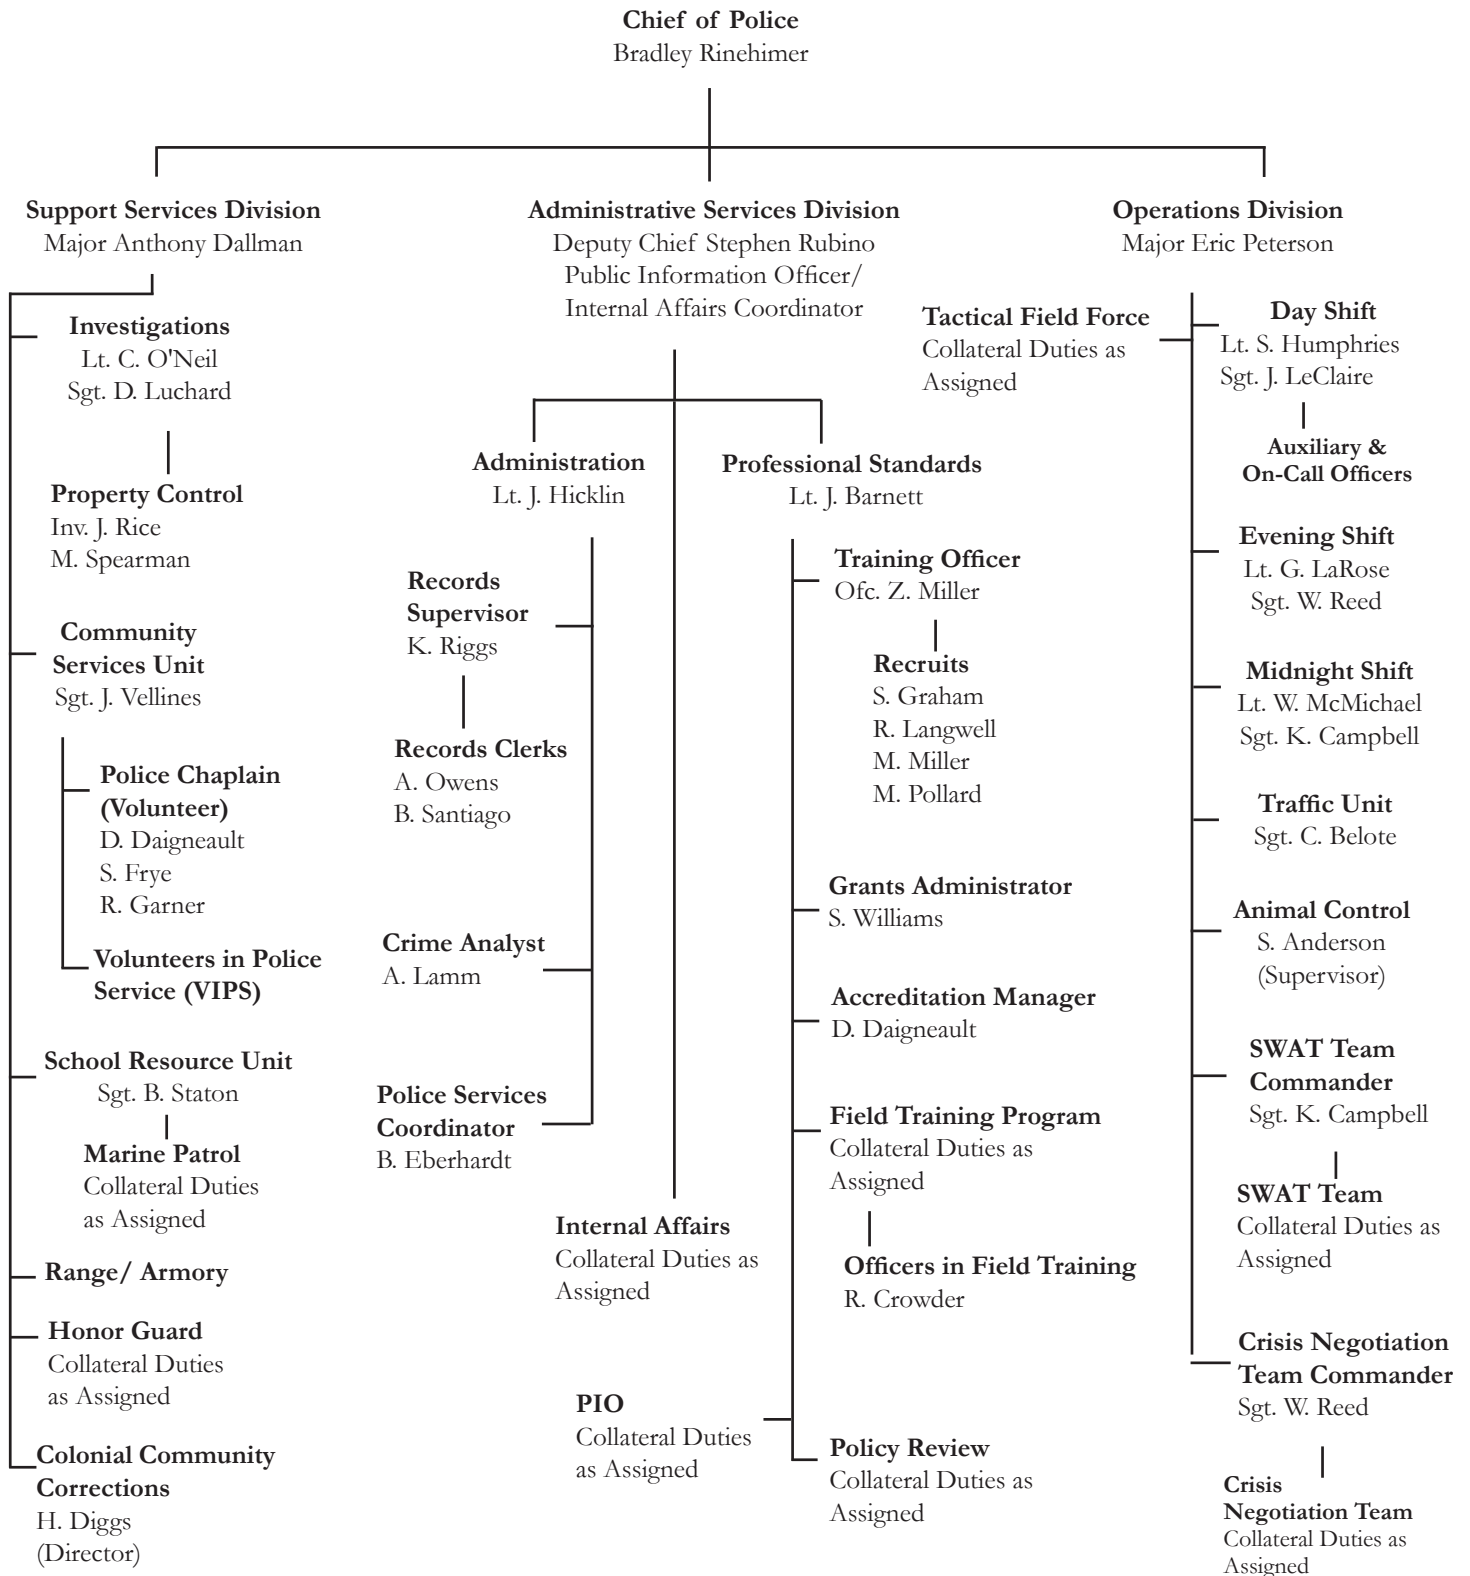 Chief of Police
Bradley Rinehimer
Support Services Division
Major Anthony Dallman
Investigations
Lt. C. O'Neil
Sgt. D. Luchard
Property Control
Inv. J. Rice
M. Spearman
Community
Services Unit
Sgt. J. Vellines
Police Chaplain
(Volunteer)
D. Daigneault
S. Frye
R. Garner
Volunteers in Police
Service (VIPS)
School Resource Unit
Sgt. B. Staton
Marine Patrol
Collateral Duties
as Assigned
Range/ Armory
Honor Guard
Collateral Duties
as Assigned
Colonial Community
Corrections
H. Diggs
(Director)
Administrative Services Division
Deputy Chief Stephen Rubino
Public Information Officer/
Internal Affairs Coordinator
Administration
Lt. J. Hicklin
Records
Supervisor
K. Riggs
Records Clerks
A. Owens
B. Santiago
Crime Analyst
A. Lamm
Police Services
Coordinator
B. Eberhardt
Internal Affairs
Collateral Duties as
Assigned
Professional Standards
Lt. J. Barnett
Training Officer
Ofc. Z. Miller
Recruits
S. Graham
R. Langwell
M. Miller
M. Pollard
Grants Administrator
S. Williams
Accreditation Manager
D. Daigneault
Field Training Program
Collateral Duties as
Assigned
Officers in Field Training
R. Crowder
PIO
Collateral Duties
as Assigned
Policy Review
Collateral Duties as
Assigned
Operations Division
Major Eric Peterson
Tactical Field Force
Collateral Duties as
Assigned
Day Shift
Lt. S. Humphries
Sgt. J. LeClaire
Auxiliary &
On-Call Officers
Evening Shift
Lt. G. LaRose
Sgt. W. Reed
Midnight Shift
Lt. W. McMichael
Sgt. K. Campbell
Traffic Unit
Sgt. C. Belote
Animal Control
S. Anderson
(Supervisor)
SWAT Team
Commander
Sgt. K. Campbell
SWAT Team
Collateral Duties as
Assigned
Crisis Negotiation
Team Commander
Sgt. W. Reed
Crisis
Negotiation Team
Collateral Duties as
Assigned